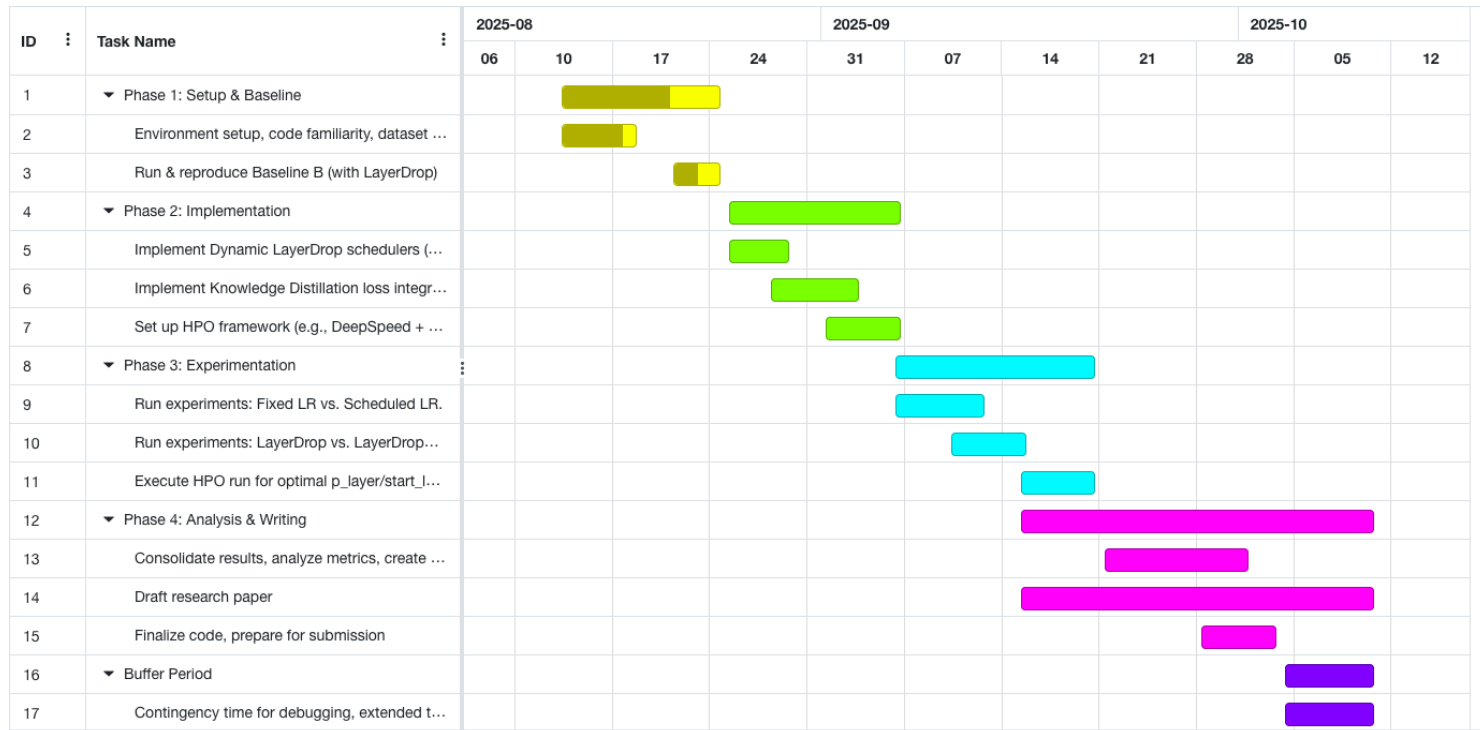 ID Task Name 2025-08 2025-09 2025-10
06 10 17 24 31 07 14 21 28 05 12
1 Phase 1: Setup & Baseline
2 Environment setup, code familiarity, dataset …
3 Run & reproduce Baseline B (with LayerDrop)
4 Phase 2: Implementation
5 Implement Dynamic LayerDrop schedulers (…
6 Implement Knowledge Distillation loss integr…
7 Set up HPO framework (e.g., DeepSpeed + …
8 Phase 3: Experimentation
9 Run experiments: Fixed LR vs. Scheduled LR.
10 Run experiments: LayerDrop vs. LayerDrop…
11 Execute HPO run for optimal p_layer/start_l…
12 Phase 4: Analysis & Writing
13 Consolidate results, analyze metrics, create …
14 Draft research paper
15 Finalize code, prepare for submission
16 Buffer Period
17 Contingency time for debugging, extended t…